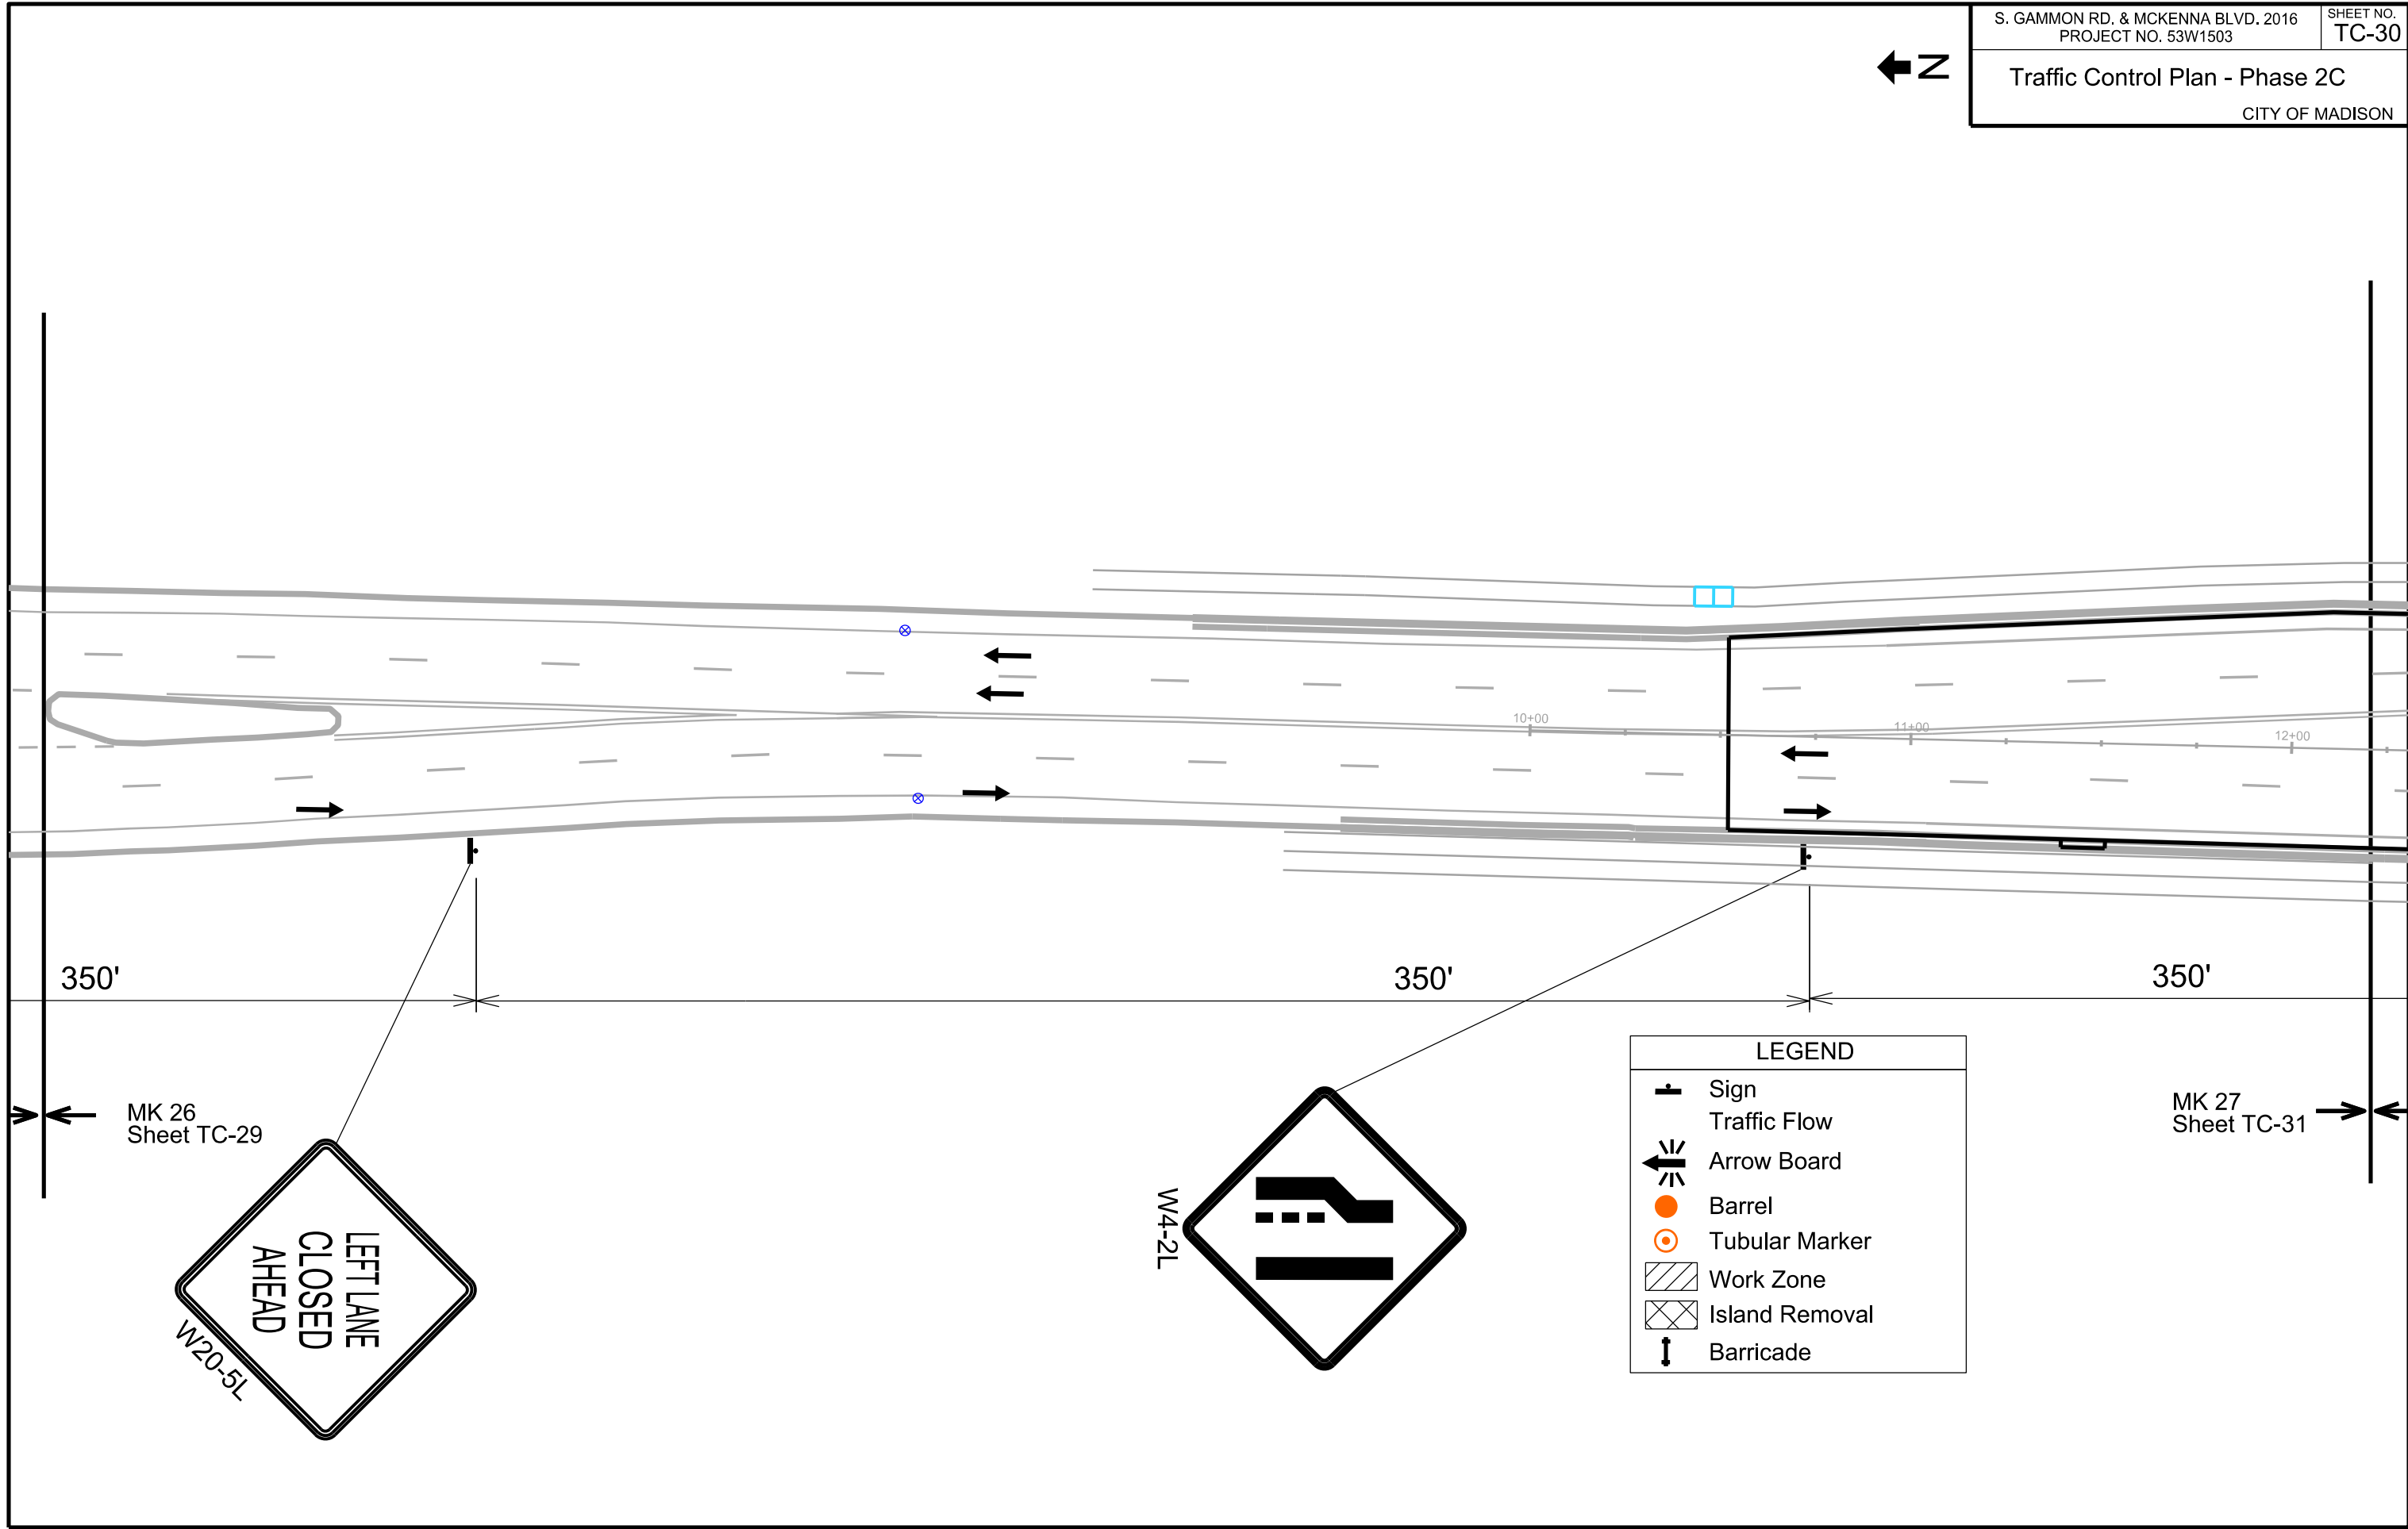 S. GAMMON RD. & MCKENNA BLVD. 2016
PROJECT NO. 53W1503
SHEET NO.
TC-30
Traffic Control Plan - Phase 2C
CITY OF MADISON
N
10+00
11+00
12+00
350'
350'
350'
MK 26
Sheet TC-29
MK 27
Sheet TC-31
LEFT LANE
CLOSED
AHEAD
W20-5L
W4-2L
LEGEND
Sign
Traffic Flow
Arrow Board
Barrel
Tubular Marker
Work Zone
Island Removal
Barricade